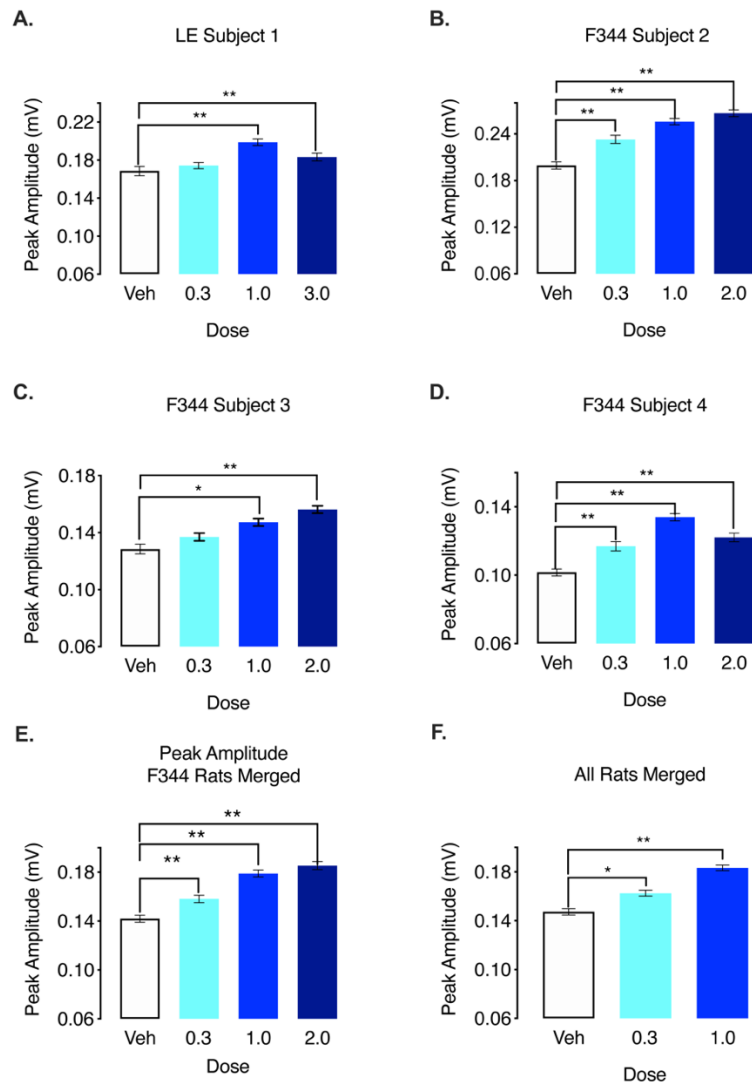 A.
LE Subject 1
Peak Amplitude (mV)
0.22
0.18
0.14
0.10
0.06
**
**
Veh 0.3 1.0 3.0
Dose
B.
F344 Subject 2
Peak Amplitude (mV)
0.24
0.18
0.12
0.06
**
**
**
Veh 0.3 1.0 2.0
Dose
C.
F344 Subject 3
Peak Amplitude (mV)
0.18
0.14
0.10
0.06
**
*
Veh 0.3 1.0 2.0
Dose
D.
F344 Subject 4
Peak Amplitude (mV)
0.14
0.10
0.06
**
**
**
Veh 0.3 1.0 2.0
Dose
E.
Peak Amplitude
F344 Rats Merged
Peak Amplitude (mV)
0.18
0.14
0.10
0.06
**
**
**
Veh 0.3 1.0 2.0
Dose
F.
All Rats Merged
Peak Amplitude (mV)
0.18
0.14
0.10
0.06
**
*
Veh 0.3 1.0
Dose